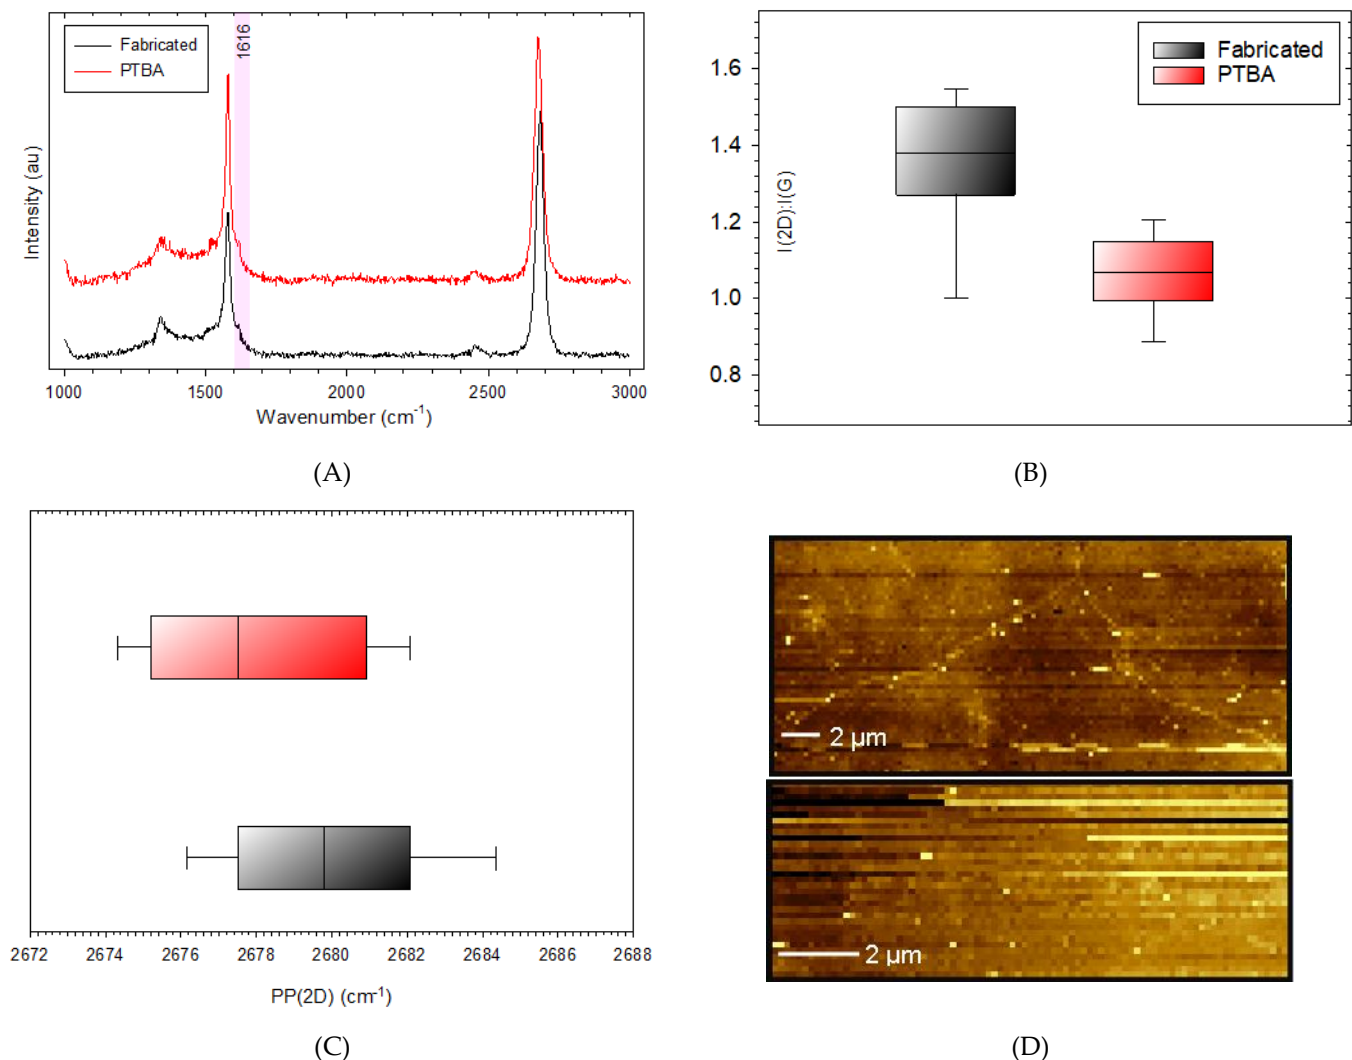 Fabricated
PTBA
1616
Intensity (au)
1000 1500 2000 2500 3000
Wavenumber (cm⁻¹)
(A)
Fabricated
PTBA
1.6
1.4
1.2
1.0
0.8
I(2D):I(G)
(B)
2672 2674 2676 2678 2680 2682 2684 2686 2688
PP(2D) (cm⁻¹)
(C)
2 µm
2 µm
(D)